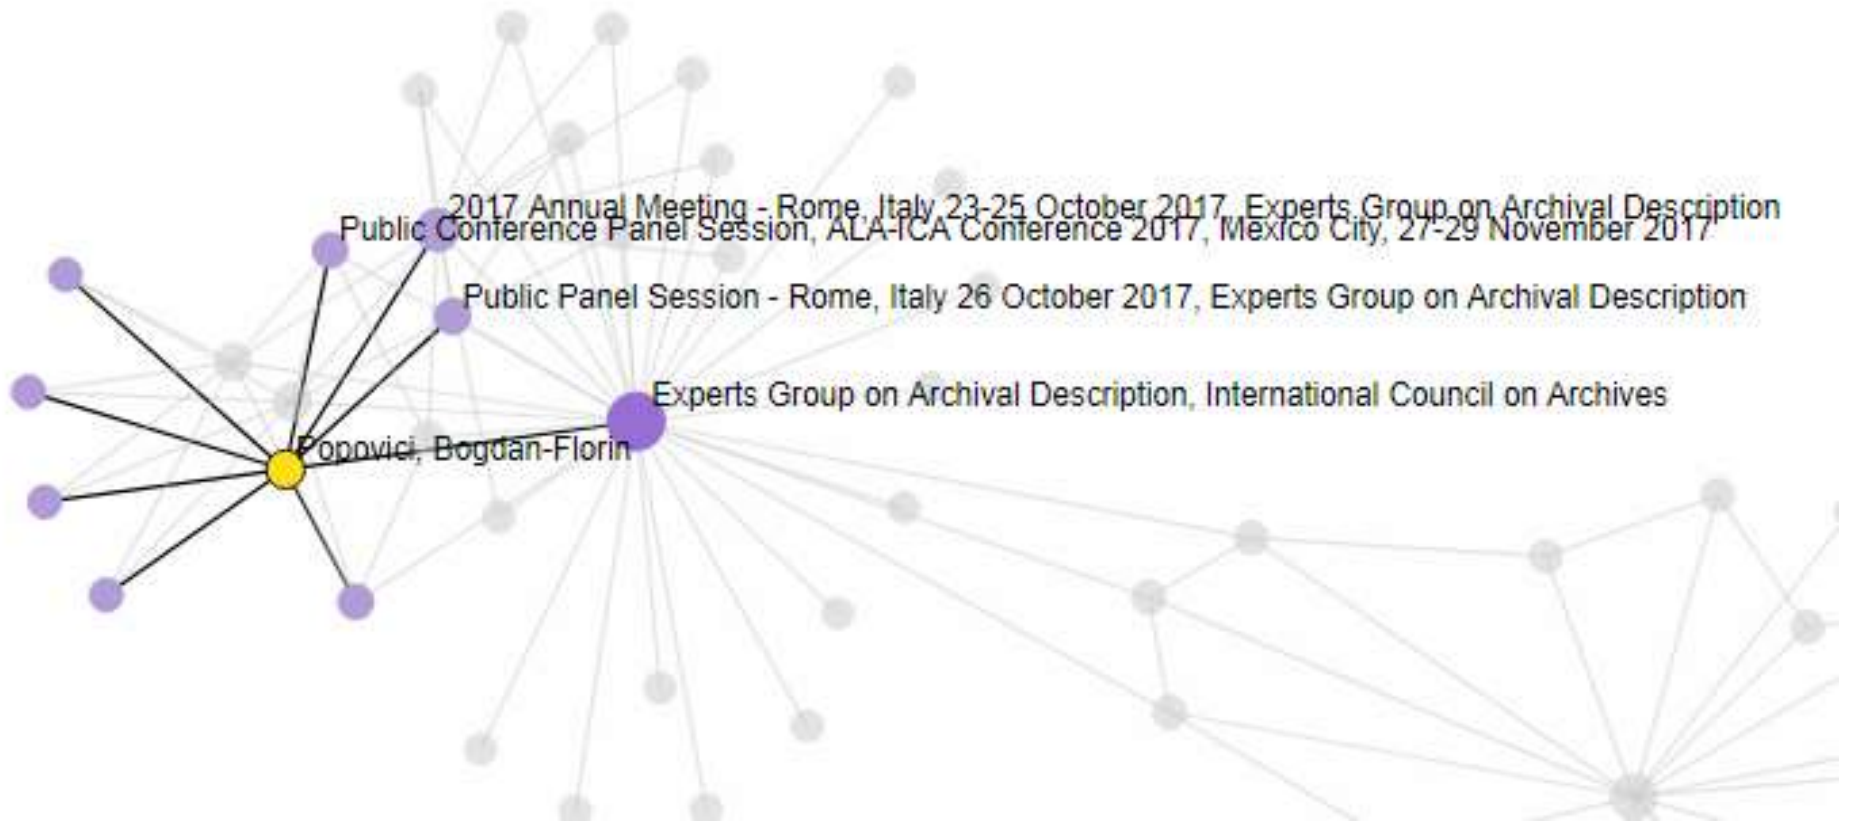 2017 Annual Meeting - Rome, Italy 23-25 October 2017, Experts Group on Archival Description
Public Conference Panel Session, ALA-ICA Conference 2017, Mexico City, 27-29 November 2017
Public Panel Session - Rome, Italy 26 October 2017, Experts Group on Archival Description
Experts Group on Archival Description, International Council on Archives
Popovici, Bogdan-Florin